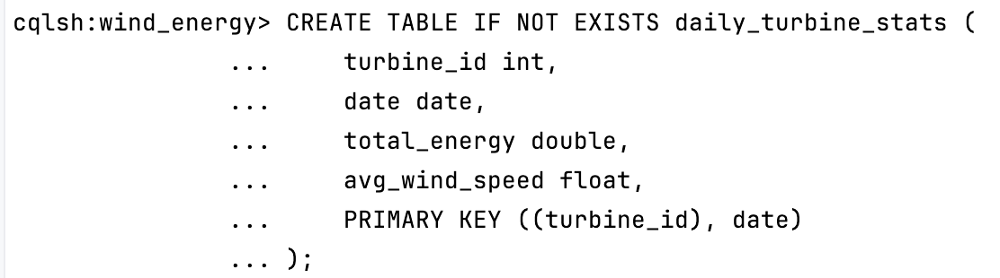 cqlsh:wind_energy> CREATE TABLE IF NOT EXISTS daily_turbine_stats (
...     turbine_id int,
...     date date,
...     total_energy double,
...     avg_wind_speed float,
...     PRIMARY KEY ((turbine_id), date)
... );